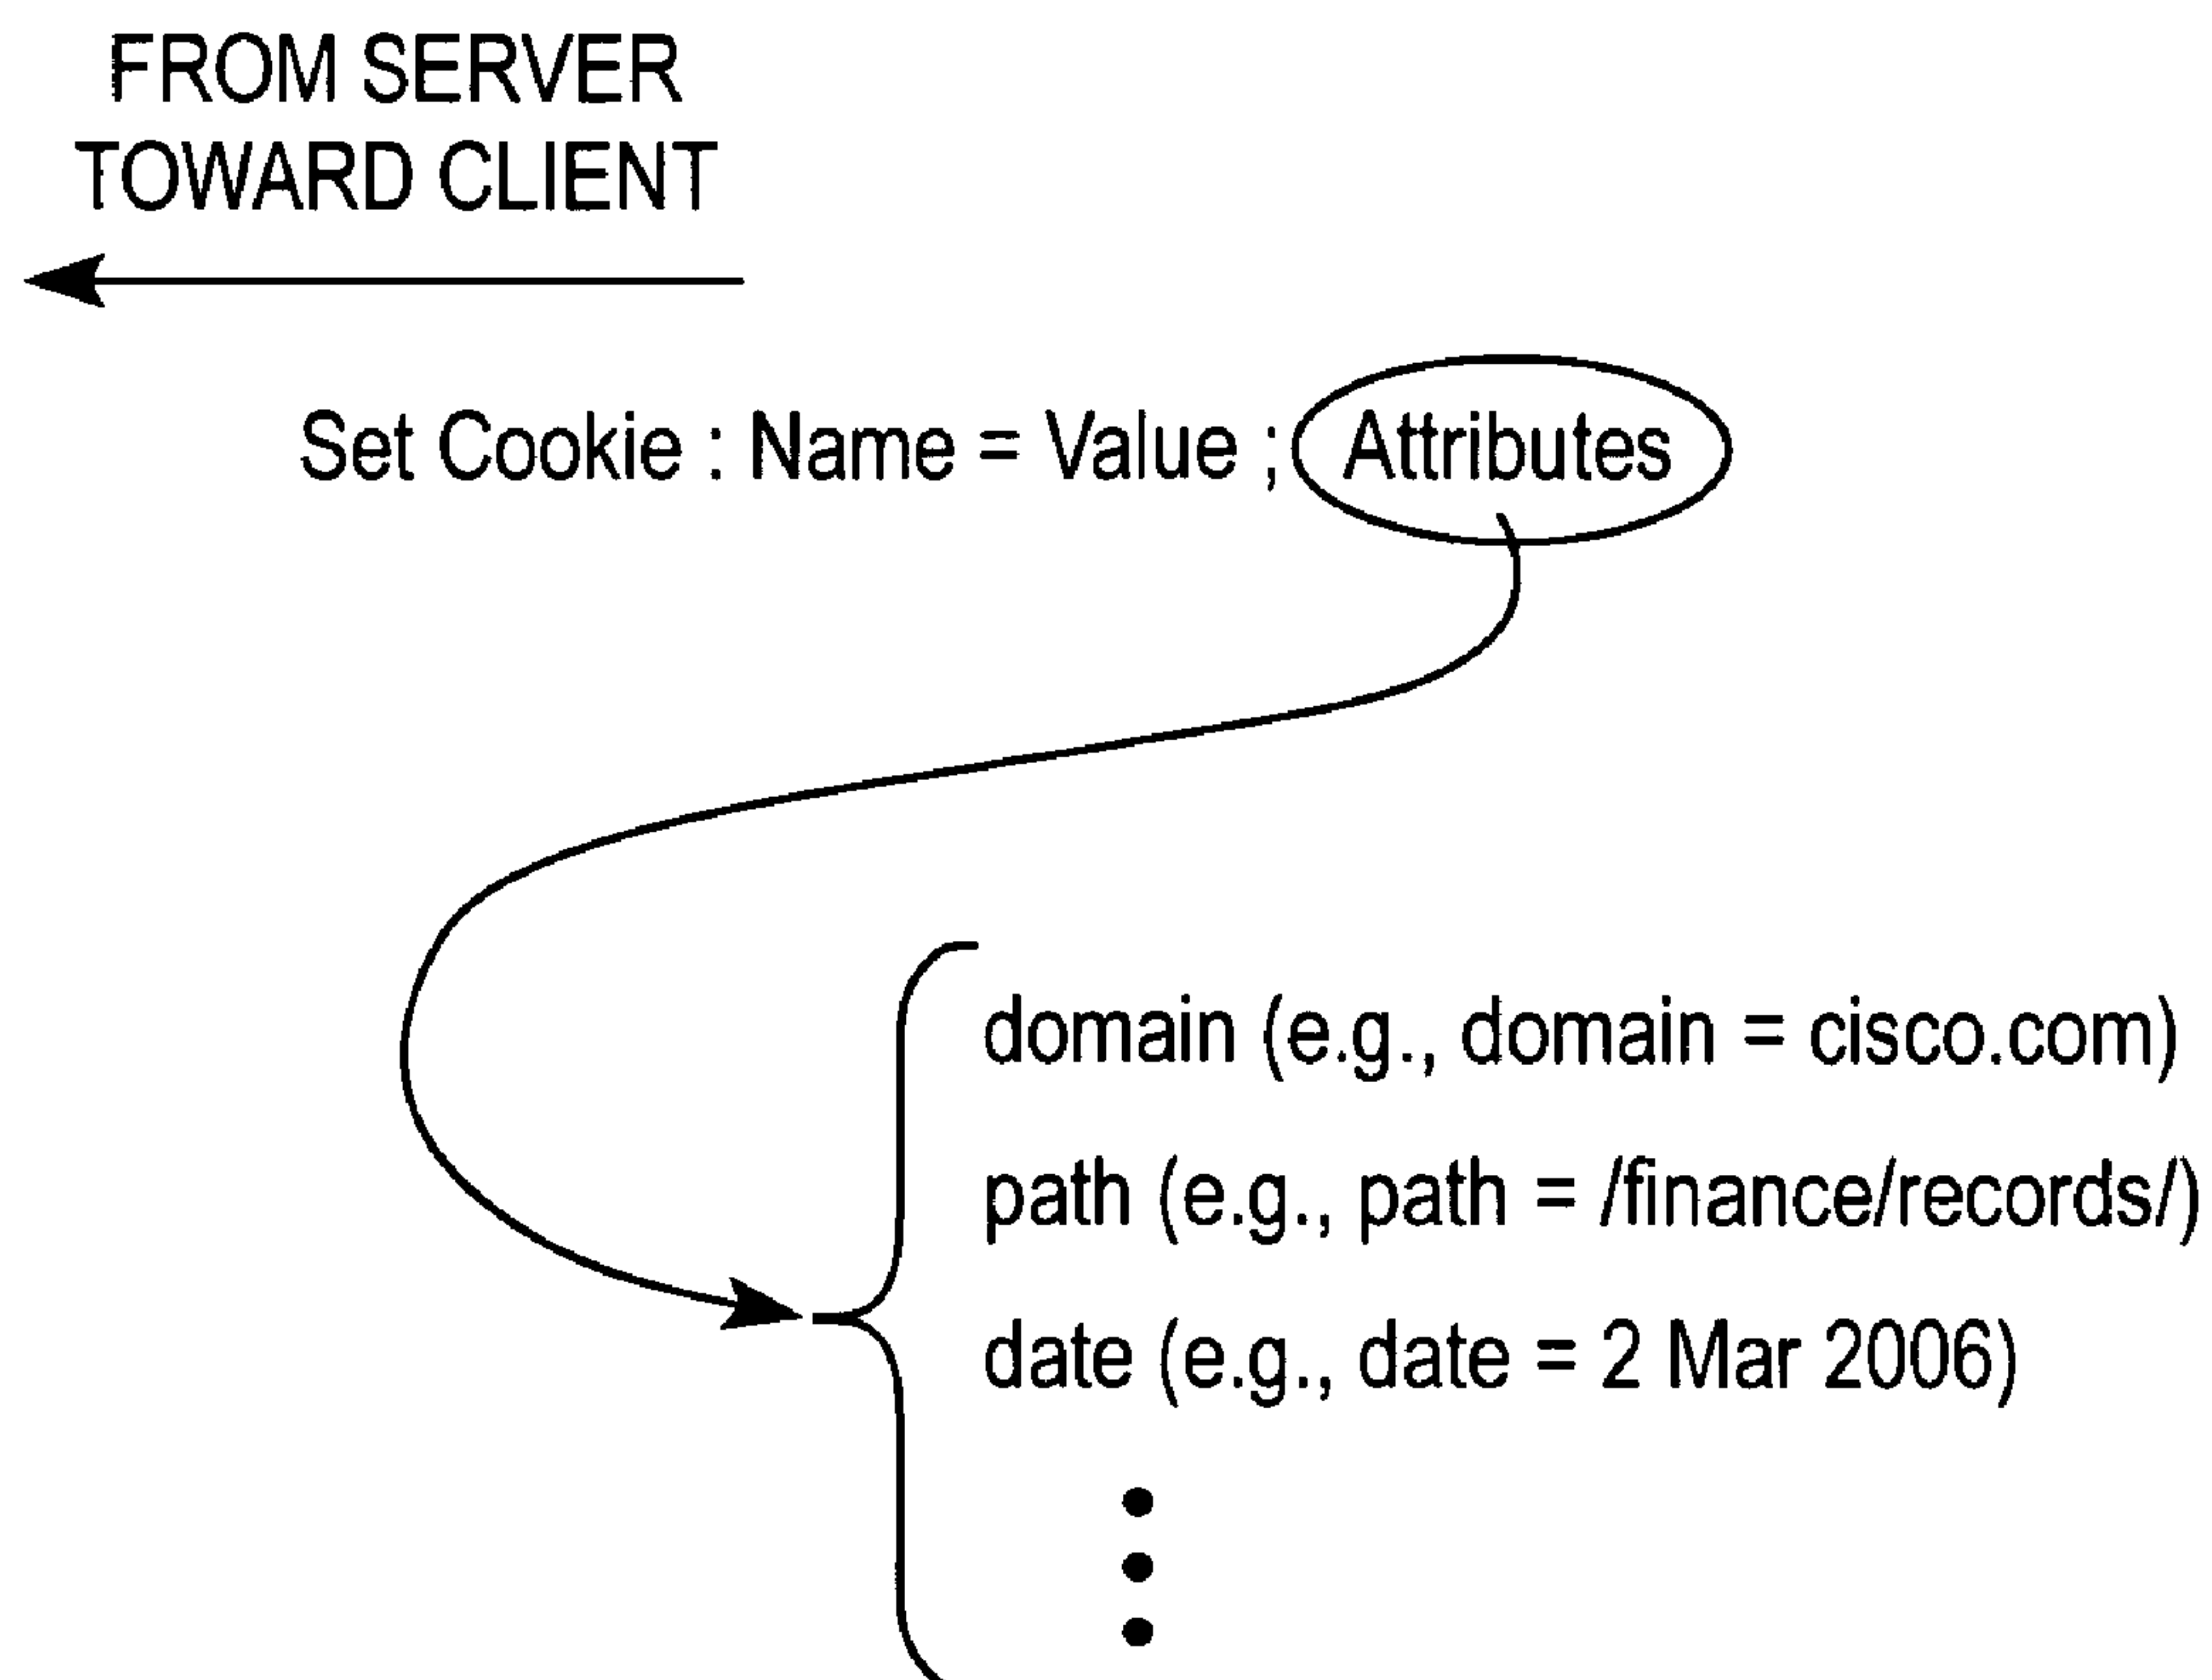 FROM SERVER
TOWARD CLIENT
Set Cookie : Name = Value ; Attributes
domain (e.g., domain = cisco.com)
path (e.g., path = /finance/records/)
date (e.g., date = 2 Mar 2006)